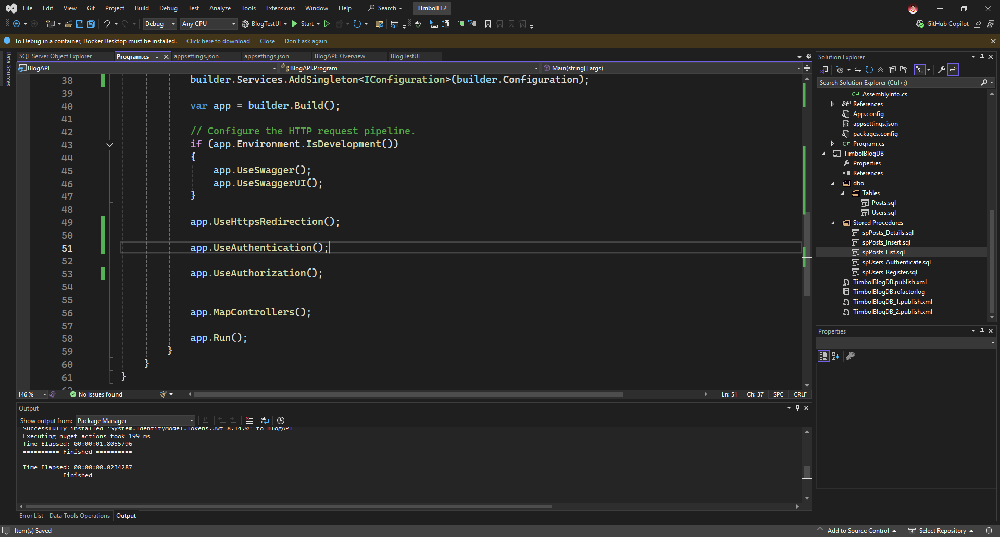 File Edit View Git Project Build Debug Test Analyze Tools Extensions Window Help Search TimbolLE2
Debug Any CPU BlogTestUI Start GitHub Copilot
To Debug in a container, Docker Desktop must be installed. Click here to download Close Don't ask again
Data Sources
SQL Server Object Explorer Program.cs appsettings.json appsettings.json BlogAPI: Overview BlogTestUI
BlogAPI BlogAPI.Program Main(string[] args)
38 builder.Services.AddSingleton<IConfiguration>(builder.Configuration);
39
40 var app = builder.Build();
41
42 // Configure the HTTP request pipeline.
43 if (app.Environment.IsDevelopment())
44 {
45 app.UseSwagger();
46 app.UseSwaggerUI();
47 }
48
49 app.UseHttpsRedirection();
50
51 app.UseAuthentication();
52
53 app.UseAuthorization();
54
55
56 app.MapControllers();
57
58 app.Run();
59 }
60 }
61 }
146 % No issues found Ln: 51 Ch: 37 SPC CRLF
Output
Show output from: Package Manager
Successfully installed 'System.IdentityModel.Tokens.Jwt 8.14.0' to BlogAPI
Executing nuget actions took 199 ms
Time Elapsed: 00:00:01.8055796
========== Finished ==========
Time Elapsed: 00:00:00.0234287
========== Finished ==========
Error List Data Tools Operations Output
Solution Explorer
Search Solution Explorer (Ctrl+;)
C# AssemblyInfo.cs
References
App.config
appsettings.json
packages.config
C# Program.cs
TimbolBlogDB
Properties
References
dbo
Tables
Posts.sql
Users.sql
Stored Procedures
spPosts_Details.sql
spPosts_Insert.sql
spPosts_List.sql
spUsers_Authenticate.sql
spUsers_Register.sql
TimbolBlogDB.publish.xml
TimbolBlogDB.refactorlog
TimbolBlogDB_1.publish.xml
TimbolBlogDB_2.publish.xml
Properties
Item(s) Saved Add to Source Control Select Repository